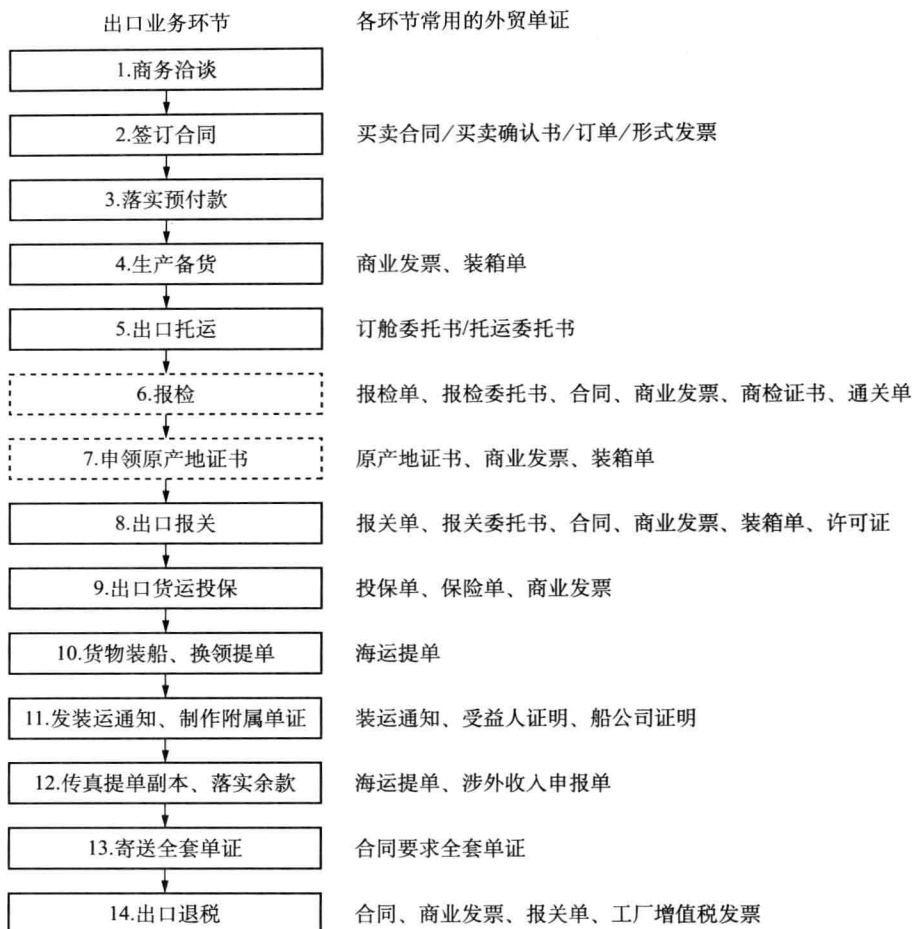 出口业务环节 各环节常用的外贸单证
1.商务洽谈
2.签订合同 买卖合同/买卖确认书/订单/形式发票
3.落实预付款
4.生产备货 商业发票、装箱单
5.出口托运 订舱委托书/托运委托书
6.报检 报检单、报检委托书、合同、商业发票、商检证书、通关单
7.申领原产地证书 原产地证书、商业发票、装箱单
8.出口报关 报关单、报关委托书、合同、商业发票、装箱单、许可证
9.出口货运投保 投保单、保险单、商业发票
10.货物装船、换领提单 海运提单
11.发装运通知、制作附属单证 装运通知、受益人证明、船公司证明
12.传真提单副本、落实余款 海运提单、涉外收入申报单
13.寄送全套单证 合同要求全套单证
14.出口退税 合同、商业发票、报关单、工厂增值税发票